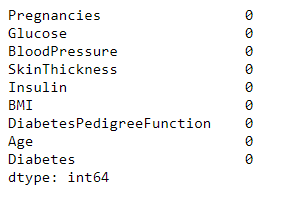 Pregnancies 0
Glucose 0
BloodPressure 0
SkinThickness 0
Insulin 0
BMI 0
DiabetesPedigreeFunction 0
Age 0
Diabetes 0
dtype: int64